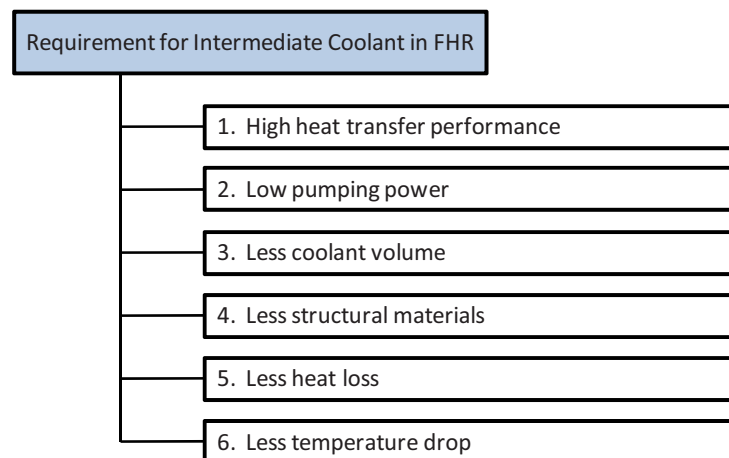 Requirement for Intermediate Coolant in FHR
1. High heat transfer performance
2. Low pumping power
3. Less coolant volume
4. Less structural materials
5. Less heat loss
6. Less temperature drop